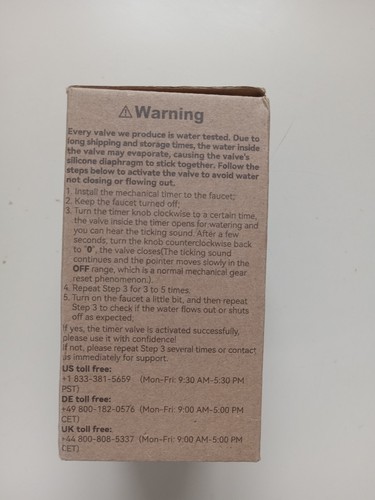 ⚠Warning
Every valve we produce is water tested. Due to
long shipping and storage times, the water inside
the valve may evaporate, causing the valve's
silicone diaphragm to stick together. Follow the
steps below to activate the valve to avoid water
not closing or flowing out.
1. Install the mechanical timer to the faucet;
2. Keep the faucet turned off;
3. Turn the timer knob clockwise to a certain time,
the valve inside the timer opens for watering and
you can hear the ticking sound. After a few
seconds, turn the knob counterclockwise back
to "0", the valve closes(The ticking sound
continues and the pointer moves slowly in the
OFF range, which is a normal mechanical gear
reset phenomenon.).
4. Repeat Step 3 for 3 to 5 times.
5. Turn on the faucet a little bit, and then repeat
Step 3 to check if the water flows out or shuts
off as expected;
If yes, the timer valve is activated successfully,
please use it with confidence!
If not, please repeat Step 3 several times or contact
us immediately for support.
US toll free:
+1 833-381-5659 (Mon-Fri: 9:30 AM-5:30 PM
PST)
DE toll free:
+49 800-182-0576 (Mon-Fri: 9:00 AM-5:00 PM
CET)
UK toll free:
+44 800-808-5337 (Mon-Fri: 9:00 AM-5:00 PM
CET)